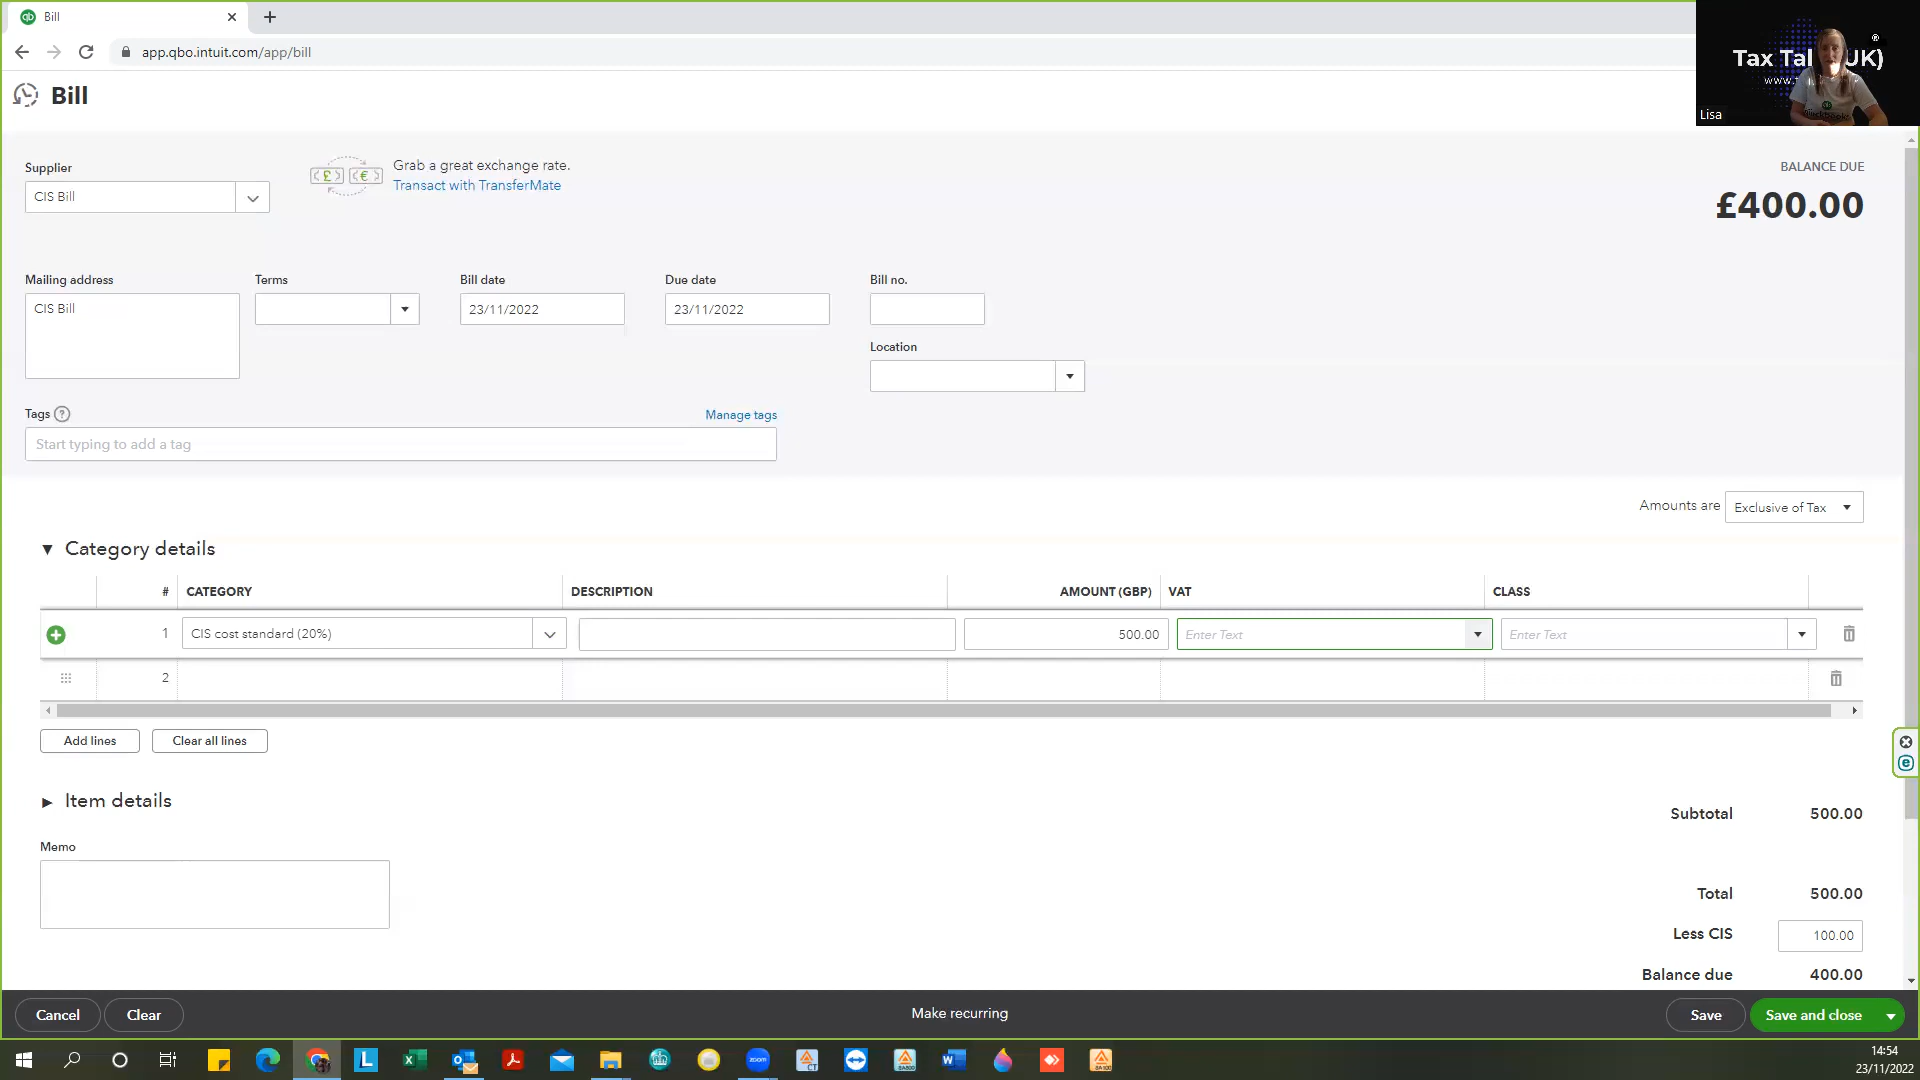 Bill
app.qbo.intuit.com/app/bill
Tax Tal UK)
®
www.
Lisa
Bill
Supplier
CIS Bill
Grab a great exchange rate.
Transact with TransferMate
BALANCE DUE
£400.00
Mailing address
CIS Bill
Terms
Bill date
23/11/2022
Due date
23/11/2022
Bill no.
Location
Tags ?
Manage tags
Start typing to add a tag
Amounts are Exclusive of Tax
Category details
# CATEGORY DESCRIPTION AMOUNT (GBP) VAT CLASS
1 CIS cost standard (20%) 500.00 Enter Text Enter Text
2
Add lines Clear all lines
Item details
Subtotal 500.00
Memo
Total 500.00
Less CIS 100.00
Balance due 400.00
Cancel Clear Make recurring Save Save and close
14:54
23/11/2022